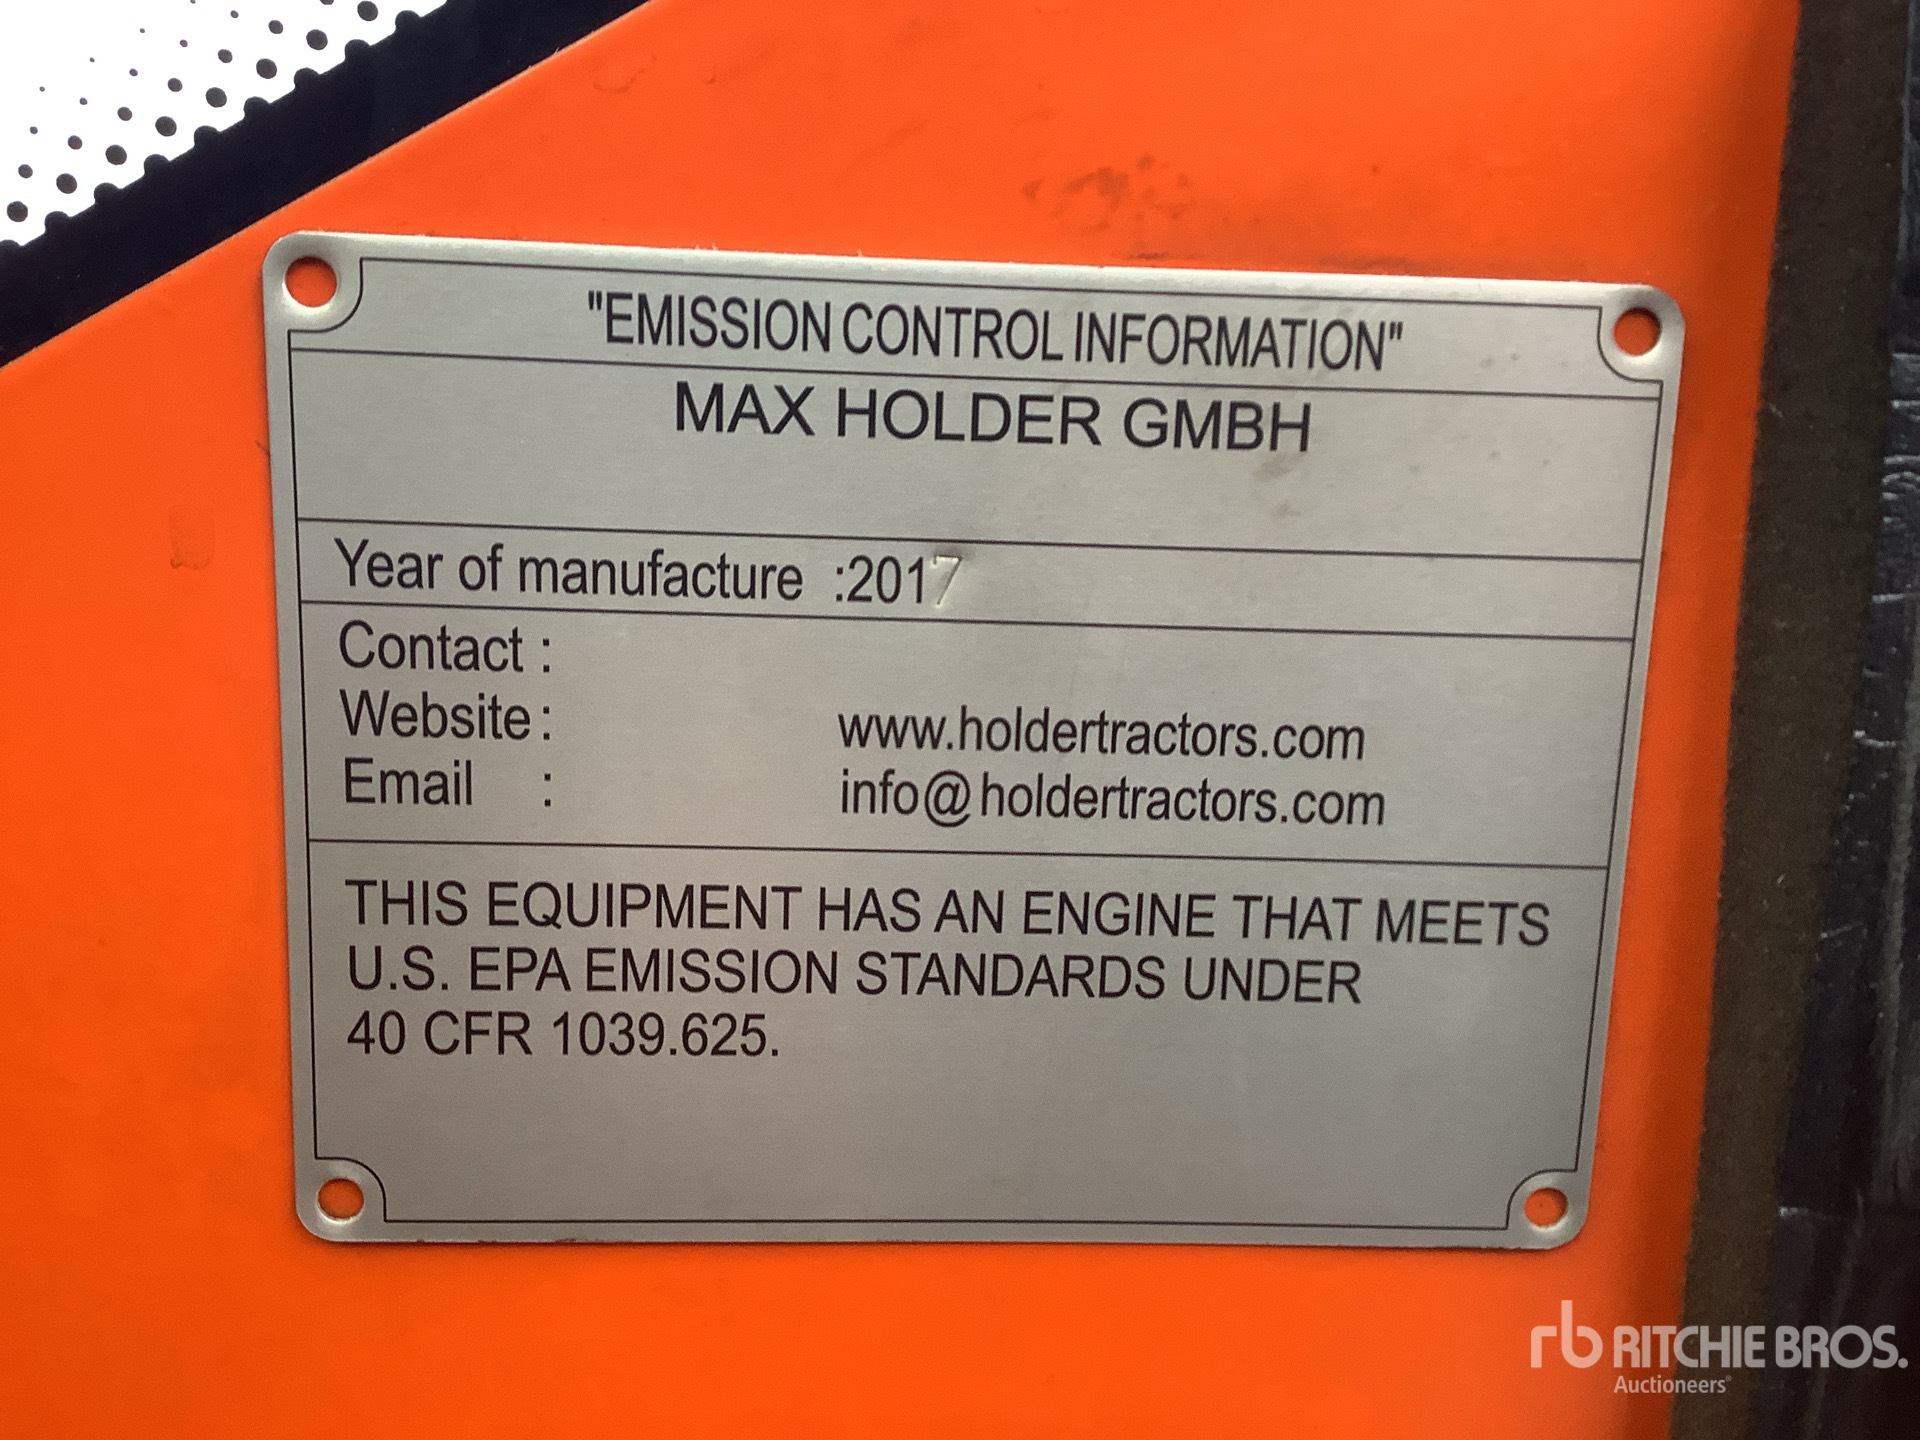 "EMISSION CONTROL INFORMATION"
MAX HOLDER GMBH
Year of manufacture :2017
Contact :
Website : www.holdertractors.com
Email : info@holdertractors.com
THIS EQUIPMENT HAS AN ENGINE THAT MEETS
U.S. EPA EMISSION STANDARDS UNDER
40 CFR 1039.625.
rb RITCHIE BROS.
Auctioneers®